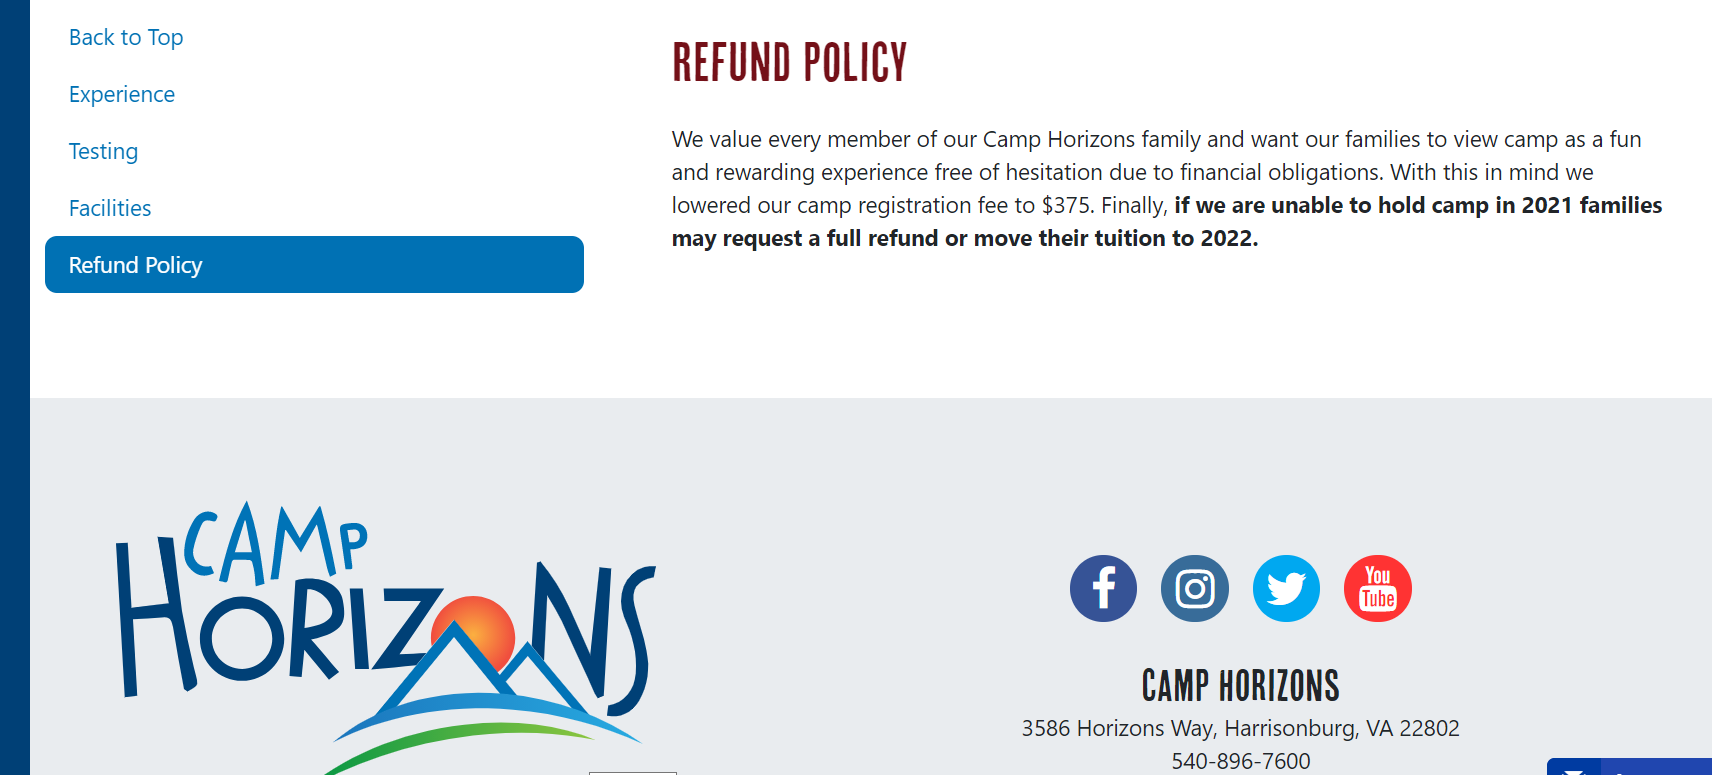 Back to Top
Experience
Testing
Facilities
Refund Policy
REFUND POLICY
We value every member of our Camp Horizons family and want our families to view camp as a fun
and rewarding experience free of hesitation due to financial obligations. With this in mind we
lowered our camp registration fee to $375. Finally, if we are unable to hold camp in 2021 families
may request a full refund or move their tuition to 2022.
CAMP
HORIZONS
You
Tube
CAMP HORIZONS
3586 Horizons Way, Harrisonburg, VA 22802
540-896-7600